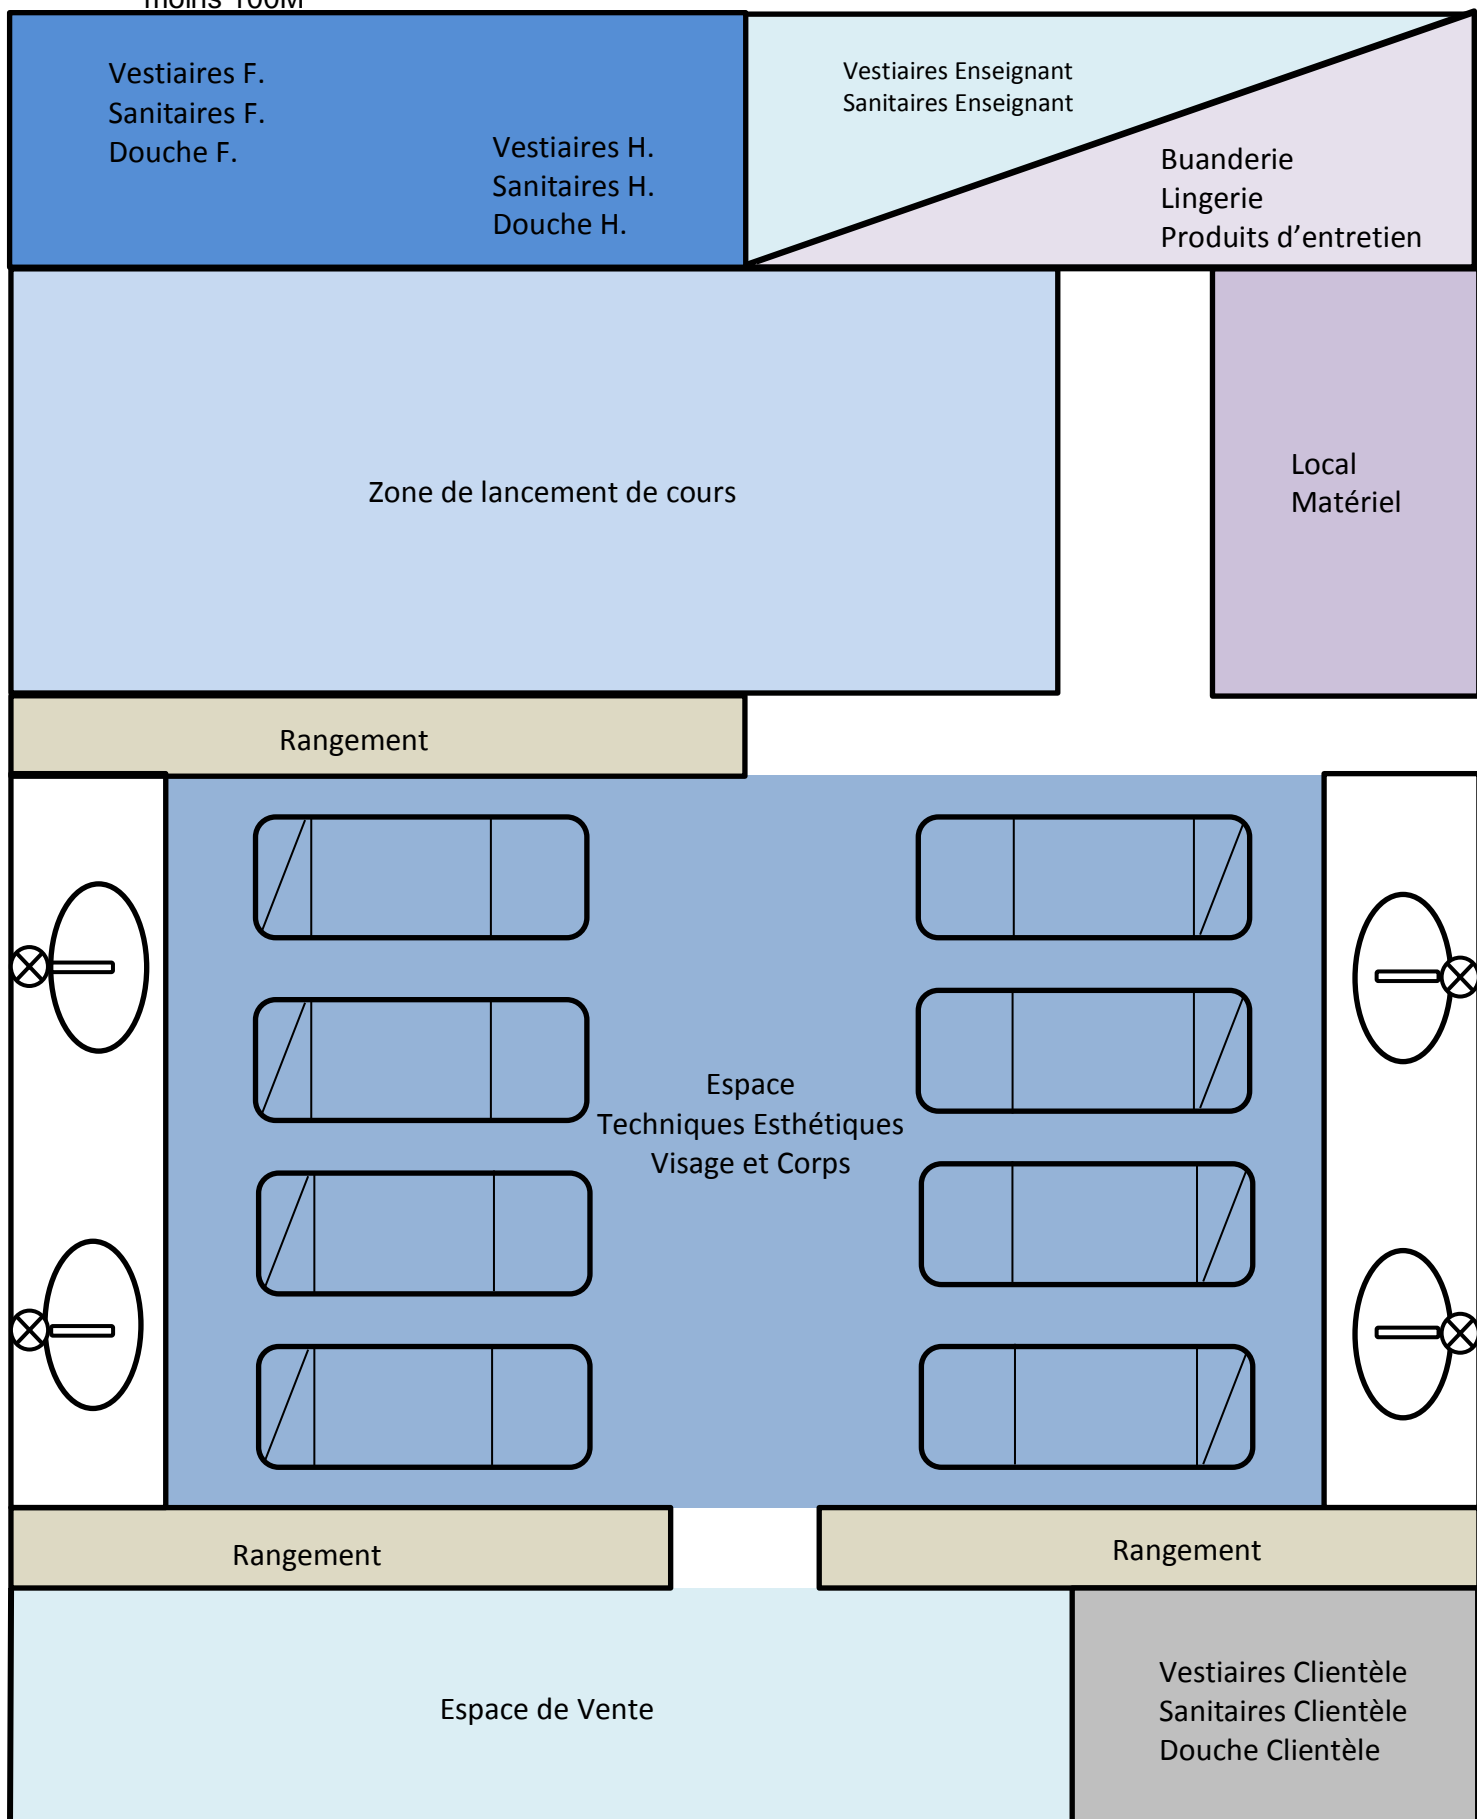 moins 100M
Vestiaires F.
Sanitaires F.
Douche F.
Vestiaires H.
Sanitaires H.
Douche H.
Vestiaires Enseignant
Sanitaires Enseignant
Buanderie
Lingerie
Produits d’entretien
Zone de lancement de cours
Local
Matériel
Rangement
Espace
Techniques Esthétiques
Visage et Corps
Rangement
Rangement
Espace de Vente
Vestiaires Clientèle
Sanitaires Clientèle
Douche Clientèle